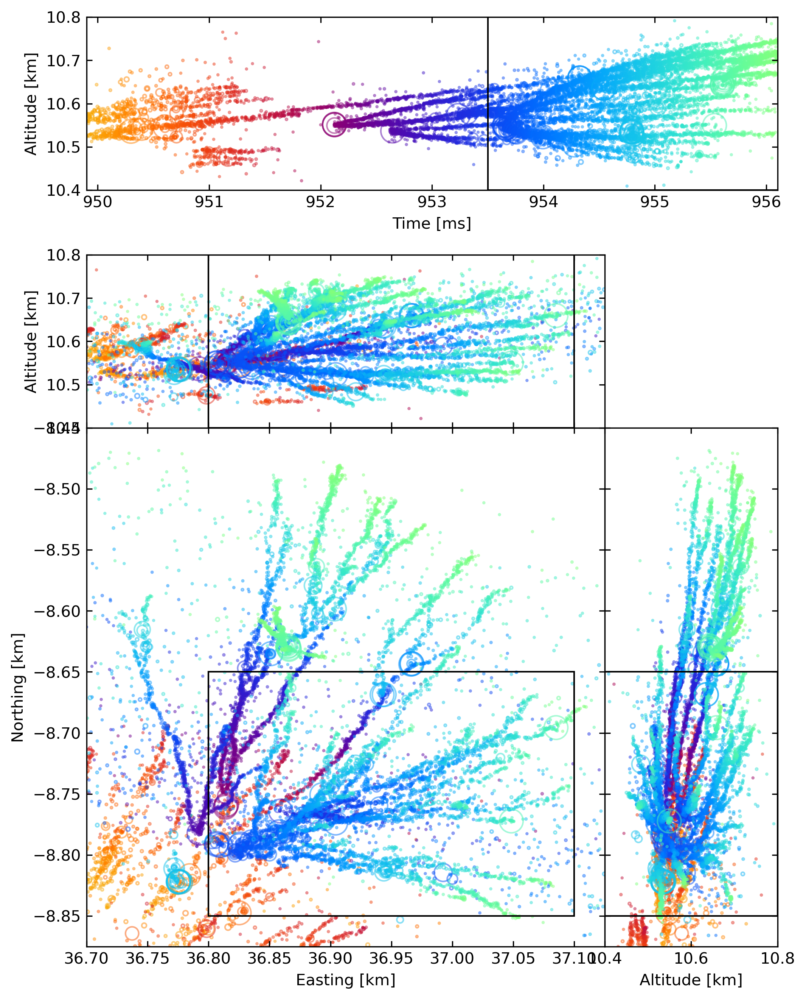 10.8
10.7
10.6
10.5
10.4
Altitude [km]
950 951 952 953 954 955 956
Time [ms]
10.8
10.7
10.6
10.5
10.4
Altitude [km]
−8.45
−8.50
−8.55
−8.60
−8.65
−8.70
−8.75
−8.80
−8.85
Northing [km]
36.70 36.75 36.80 36.85 36.90 36.95 37.00 37.05 37.10 10.4 10.6 10.8
Easting [km] Altitude [km]